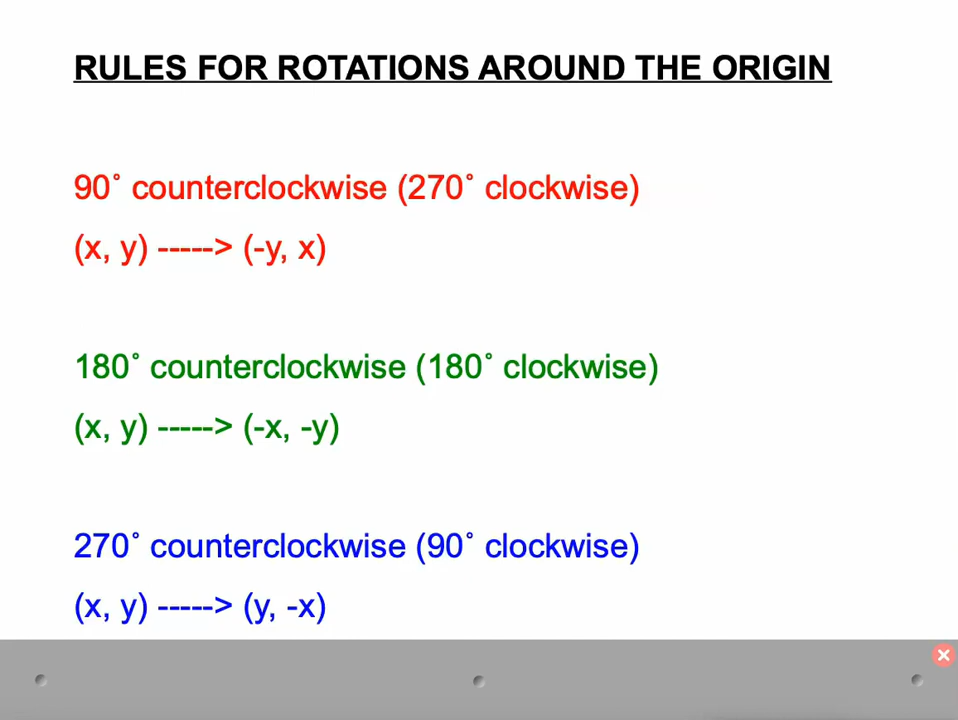 RULES FOR ROTATIONS AROUND THE ORIGIN
90˚ counterclockwise (270˚ clockwise)
(x, y) -----> (-y, x)
180˚ counterclockwise (180˚ clockwise)
(x, y) -----> (-x, -y)
270˚ counterclockwise (90˚ clockwise)
(x, y) -----> (y, -x)